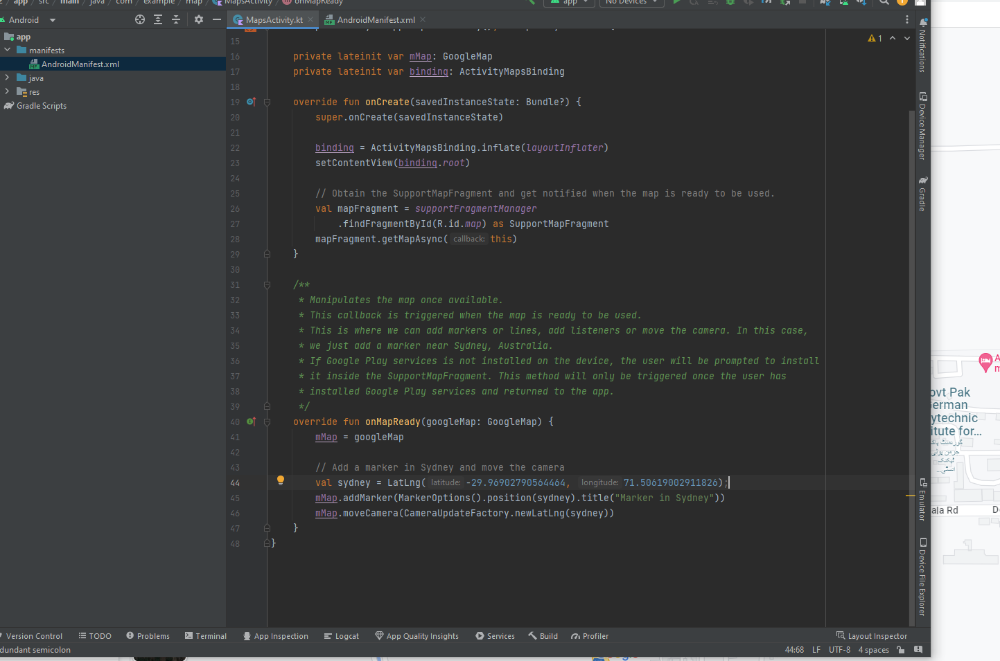 app / src / main / java / com / example / map / MapsActivity / onMapReady
app
No Devices
Android
MapsActivity.kt
AndroidManifest.xml
app
manifests
AndroidManifest.xml
java
res
Gradle Scripts
1
15
16 private lateinit var mMap: GoogleMap
17 private lateinit var binding: ActivityMapsBinding
18
19 override fun onCreate(savedInstanceState: Bundle?) {
20 super.onCreate(savedInstanceState)
21
22 binding = ActivityMapsBinding.inflate(layoutInflater)
23 setContentView(binding.root)
24
25 // Obtain the SupportMapFragment and get notified when the map is ready to be used.
26 val mapFragment = supportFragmentManager
27 .findFragmentById(R.id.map) as SupportMapFragment
28 mapFragment.getMapAsync( callback: this)
29 }
30
31 /**
32 * Manipulates the map once available.
33 * This callback is triggered when the map is ready to be used.
34 * This is where we can add markers or lines, add listeners or move the camera. In this case,
35 * we just add a marker near Sydney, Australia.
36 * If Google Play services is not installed on the device, the user will be prompted to install
37 * it inside the SupportMapFragment. This method will only be triggered once the user has
38 * installed Google Play services and returned to the app.
39 */
40 override fun onMapReady(googleMap: GoogleMap) {
41 mMap = googleMap
42
43 // Add a marker in Sydney and move the camera
44 val sydney = LatLng( latitude: -29.96902790564464, longitude: 71.50619002911826);
45 mMap.addMarker(MarkerOptions().position(sydney).title("Marker in Sydney"))
46 mMap.moveCamera(CameraUpdateFactory.newLatLng(sydney))
47 }
48 }
Notifications
Device Manager
Gradle
Emulator
Device File Explorer
ovt Pak
erman
ytechnic
itute for...
گورنمنٹ پاک
جرمن پولی
ٹیکنک
انسٹی...
ala Rd
Version Control
TODO
Problems
Terminal
App Inspection
Logcat
App Quality Insights
Services
Build
Profiler
Layout Inspector
dundant semicolon
44:68
LF
UTF-8
4 spaces